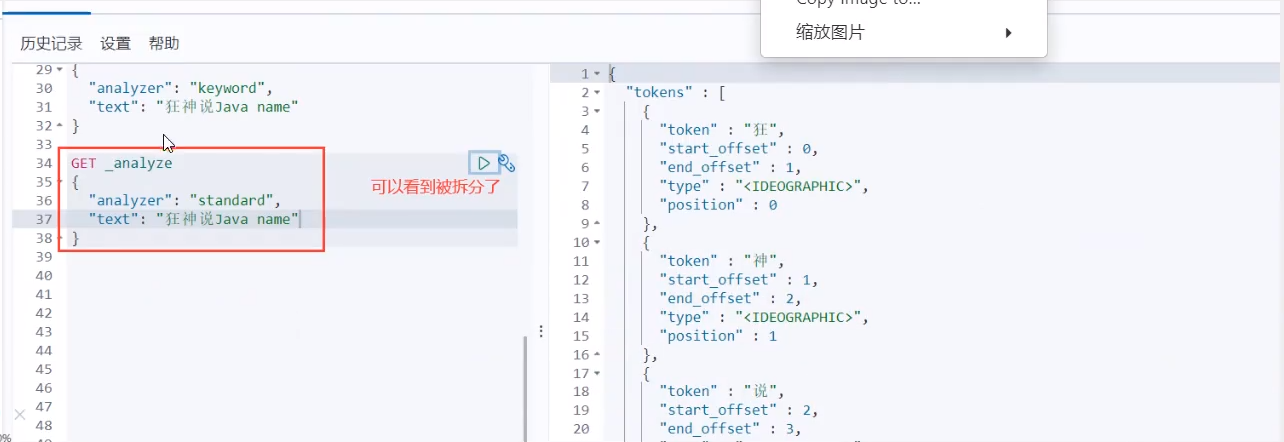 Copy image to...
缩放图片
历史记录 设置 帮助
29 {
30 "analyzer": "keyword",
31 "text": "狂神说Java name"
32 }
33
34 GET _analyze
35 {
36 "analyzer": "standard",
37 "text": "狂神说Java name"
38 }
39
40
41
42
43
44
45
46
47
48
可以看到被拆分了
1 {
2 "tokens" : [
3 {
4 "token" : "狂",
5 "start_offset" : 0,
6 "end_offset" : 1,
7 "type" : "<IDEOGRAPHIC>",
8 "position" : 0
9 },
10 {
11 "token" : "神",
12 "start_offset" : 1,
13 "end_offset" : 2,
14 "type" : "<IDEOGRAPHIC>",
15 "position" : 1
16 },
17 {
18 "token" : "说",
19 "start_offset" : 2,
20 "end_offset" : 3,